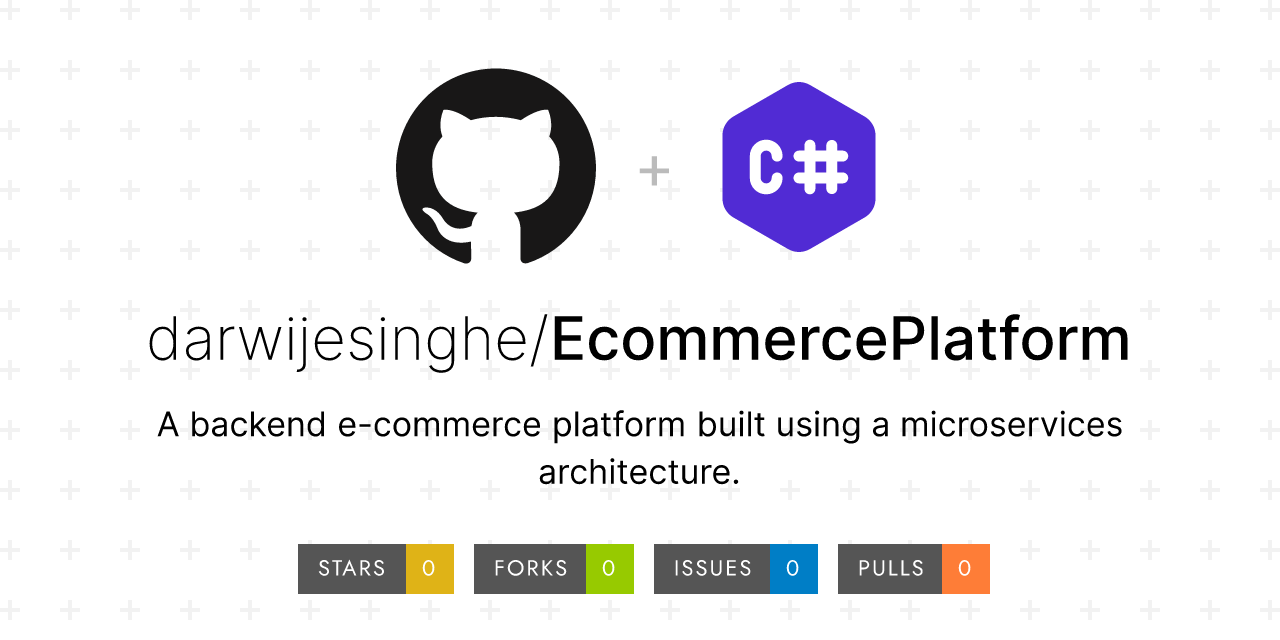 C#
darwijesinghe/EcommercePlatform
A backend e-commerce platform built using a microservices
architecture.
STARS 0 FORKS 0 ISSUES 0 PULLS 0